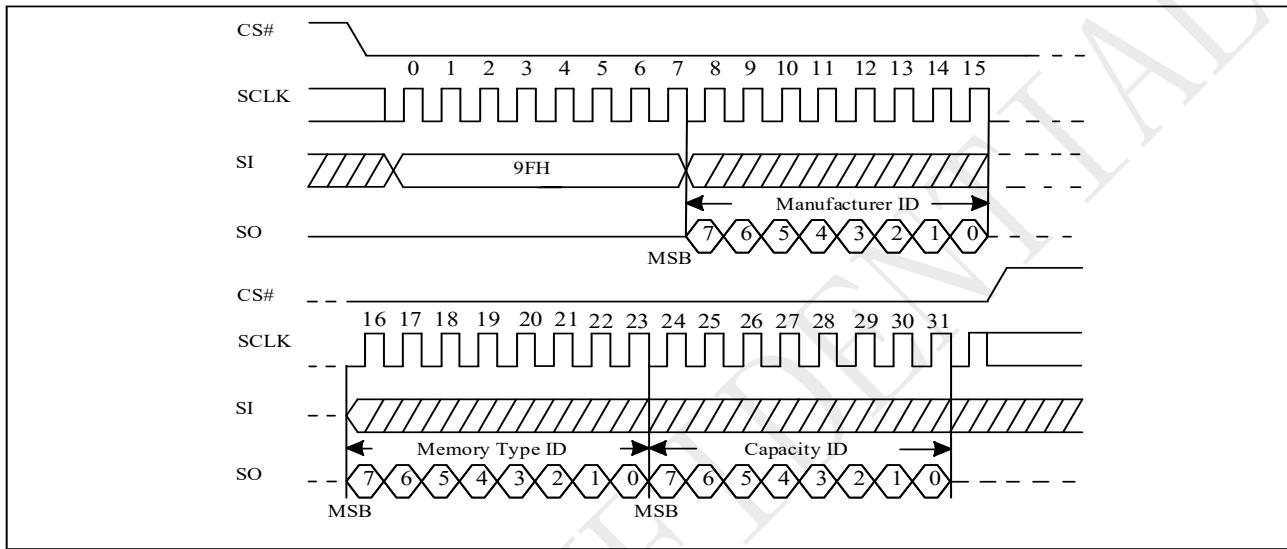 CS#
0 1 2 3 4 5 6 7 8 9 10 11 12 13 14 15
SCLK
SI 9FH
Manufacturer ID
SO 7 6 5 4 3 2 1 0
MSB
CS#
16 17 18 19 20 21 22 23 24 25 26 27 28 29 30 31
SCLK
SI
Memory Type ID Capacity ID
SO 7 6 5 4 3 2 1 0 7 6 5 4 3 2 1 0
MSB MSB